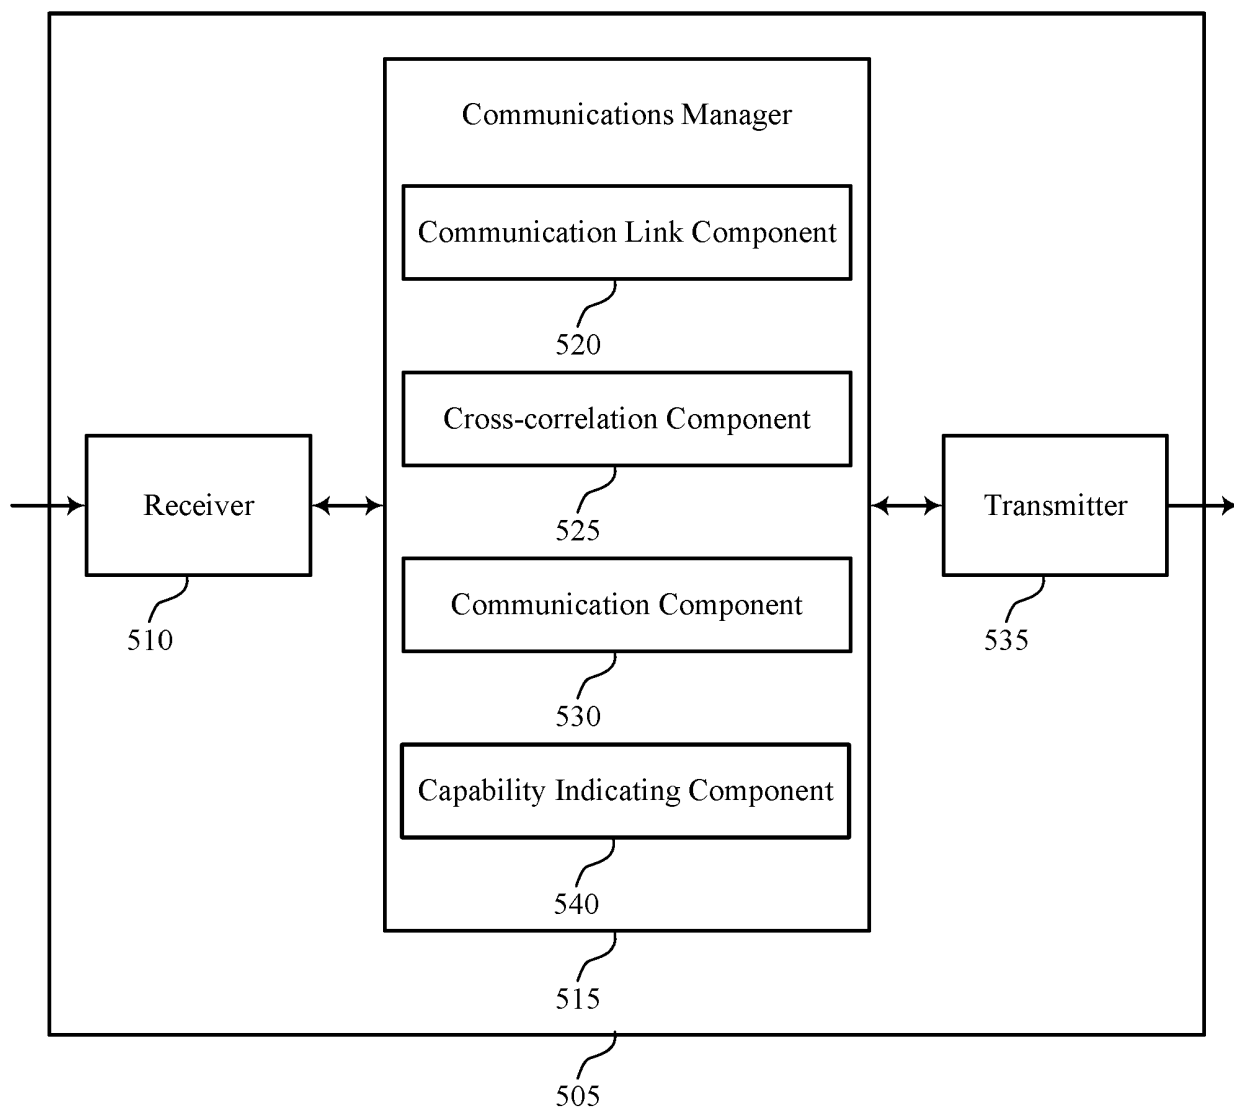 Communications Manager
Communication Link Component
520
Cross-correlation Component
525
Receiver
510
Transmitter
535
Communication Component
530
Capability Indicating Component
540
515
505